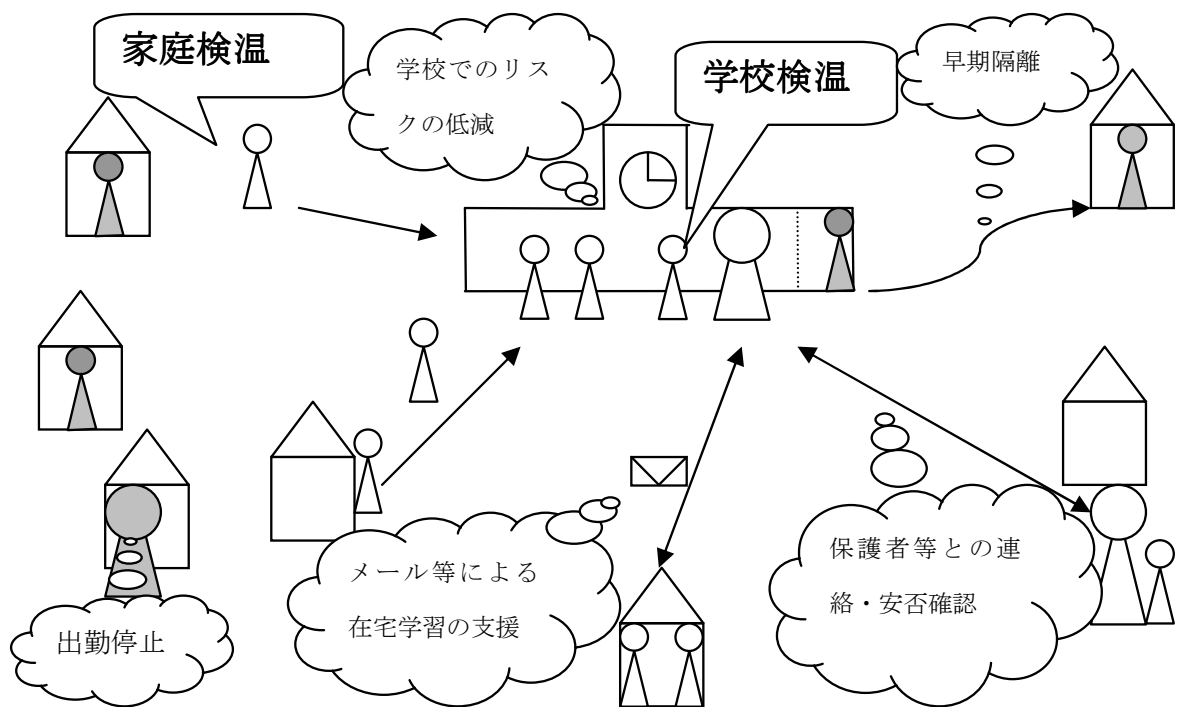 家庭検温
学校でのリス
クの低減
学校検温
早期隔離
メール等による
在宅学習の支援
保護者等との連
絡・安否確認
出勤停止